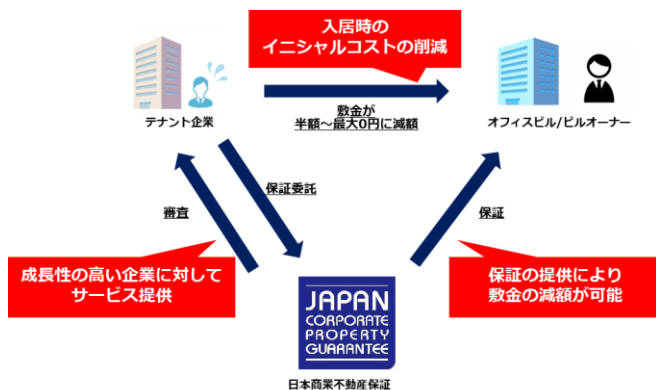 入居時の
イニシャルコストの削減
テナント企業
敷金が
半額～最大0円に減額
オフィスビル/ビルオーナー
審査
保証委託
保証
成長性の高い企業に対して
サービス提供
保証の提供により
敷金の減額が可能
JAPAN
CORPORATE
PROPERTY
GUARANTEE
日本商業不動産保証